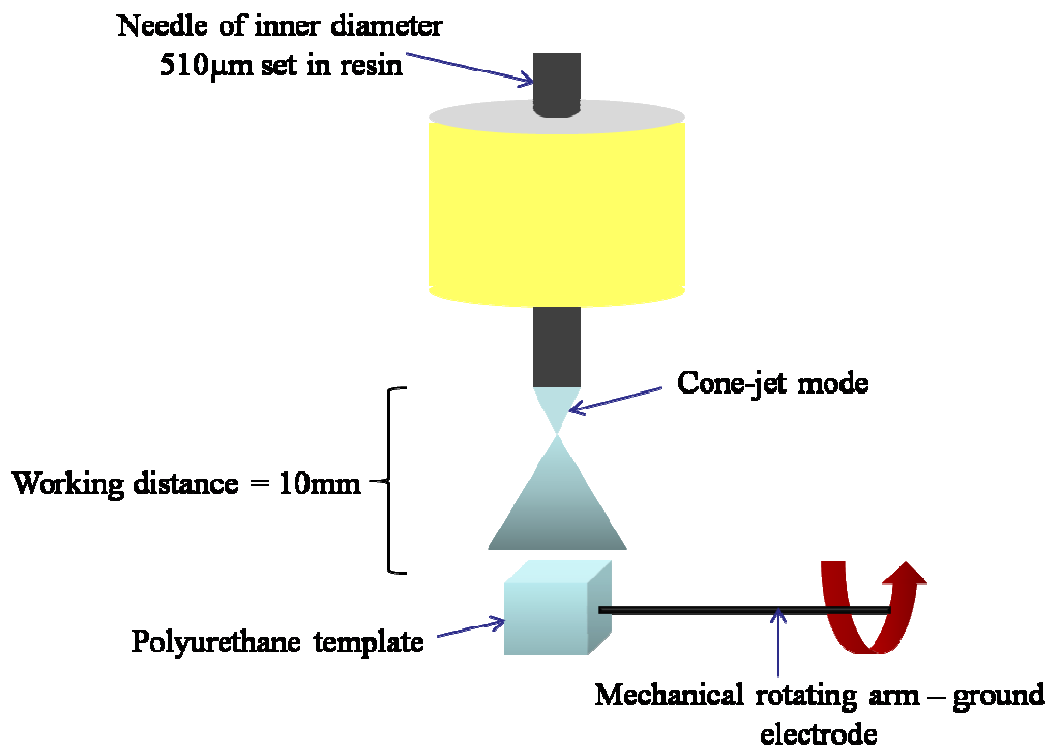 Needle of inner diameter
510μm set in resin
Cone-jet mode
Working distance = 10mm
Polyurethane template
Mechanical rotating arm – ground
electrode